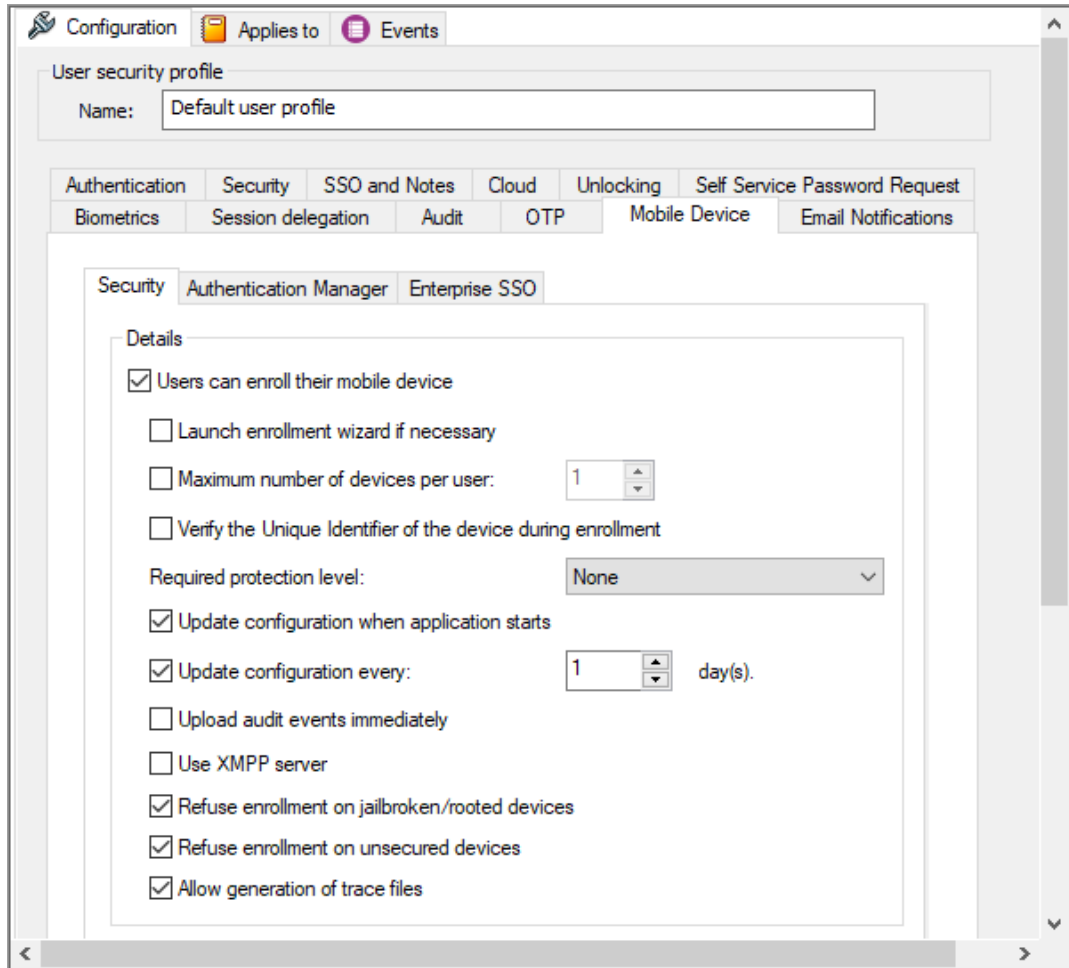 Configuration Applies to Events
User security profile
Name: Default user profile
Authentication Security SSO and Notes Cloud Unlocking Self Service Password Request
Biometrics Session delegation Audit OTP Mobile Device Email Notifications
Security Authentication Manager Enterprise SSO
Details
Users can enroll their mobile device
Launch enrollment wizard if necessary
Maximum number of devices per user: 1
Verify the Unique Identifier of the device during enrollment
Required protection level: None
Update configuration when application starts
Update configuration every: 1 day(s).
Upload audit events immediately
Use XMPP server
Refuse enrollment on jailbroken/rooted devices
Refuse enrollment on unsecured devices
Allow generation of trace files